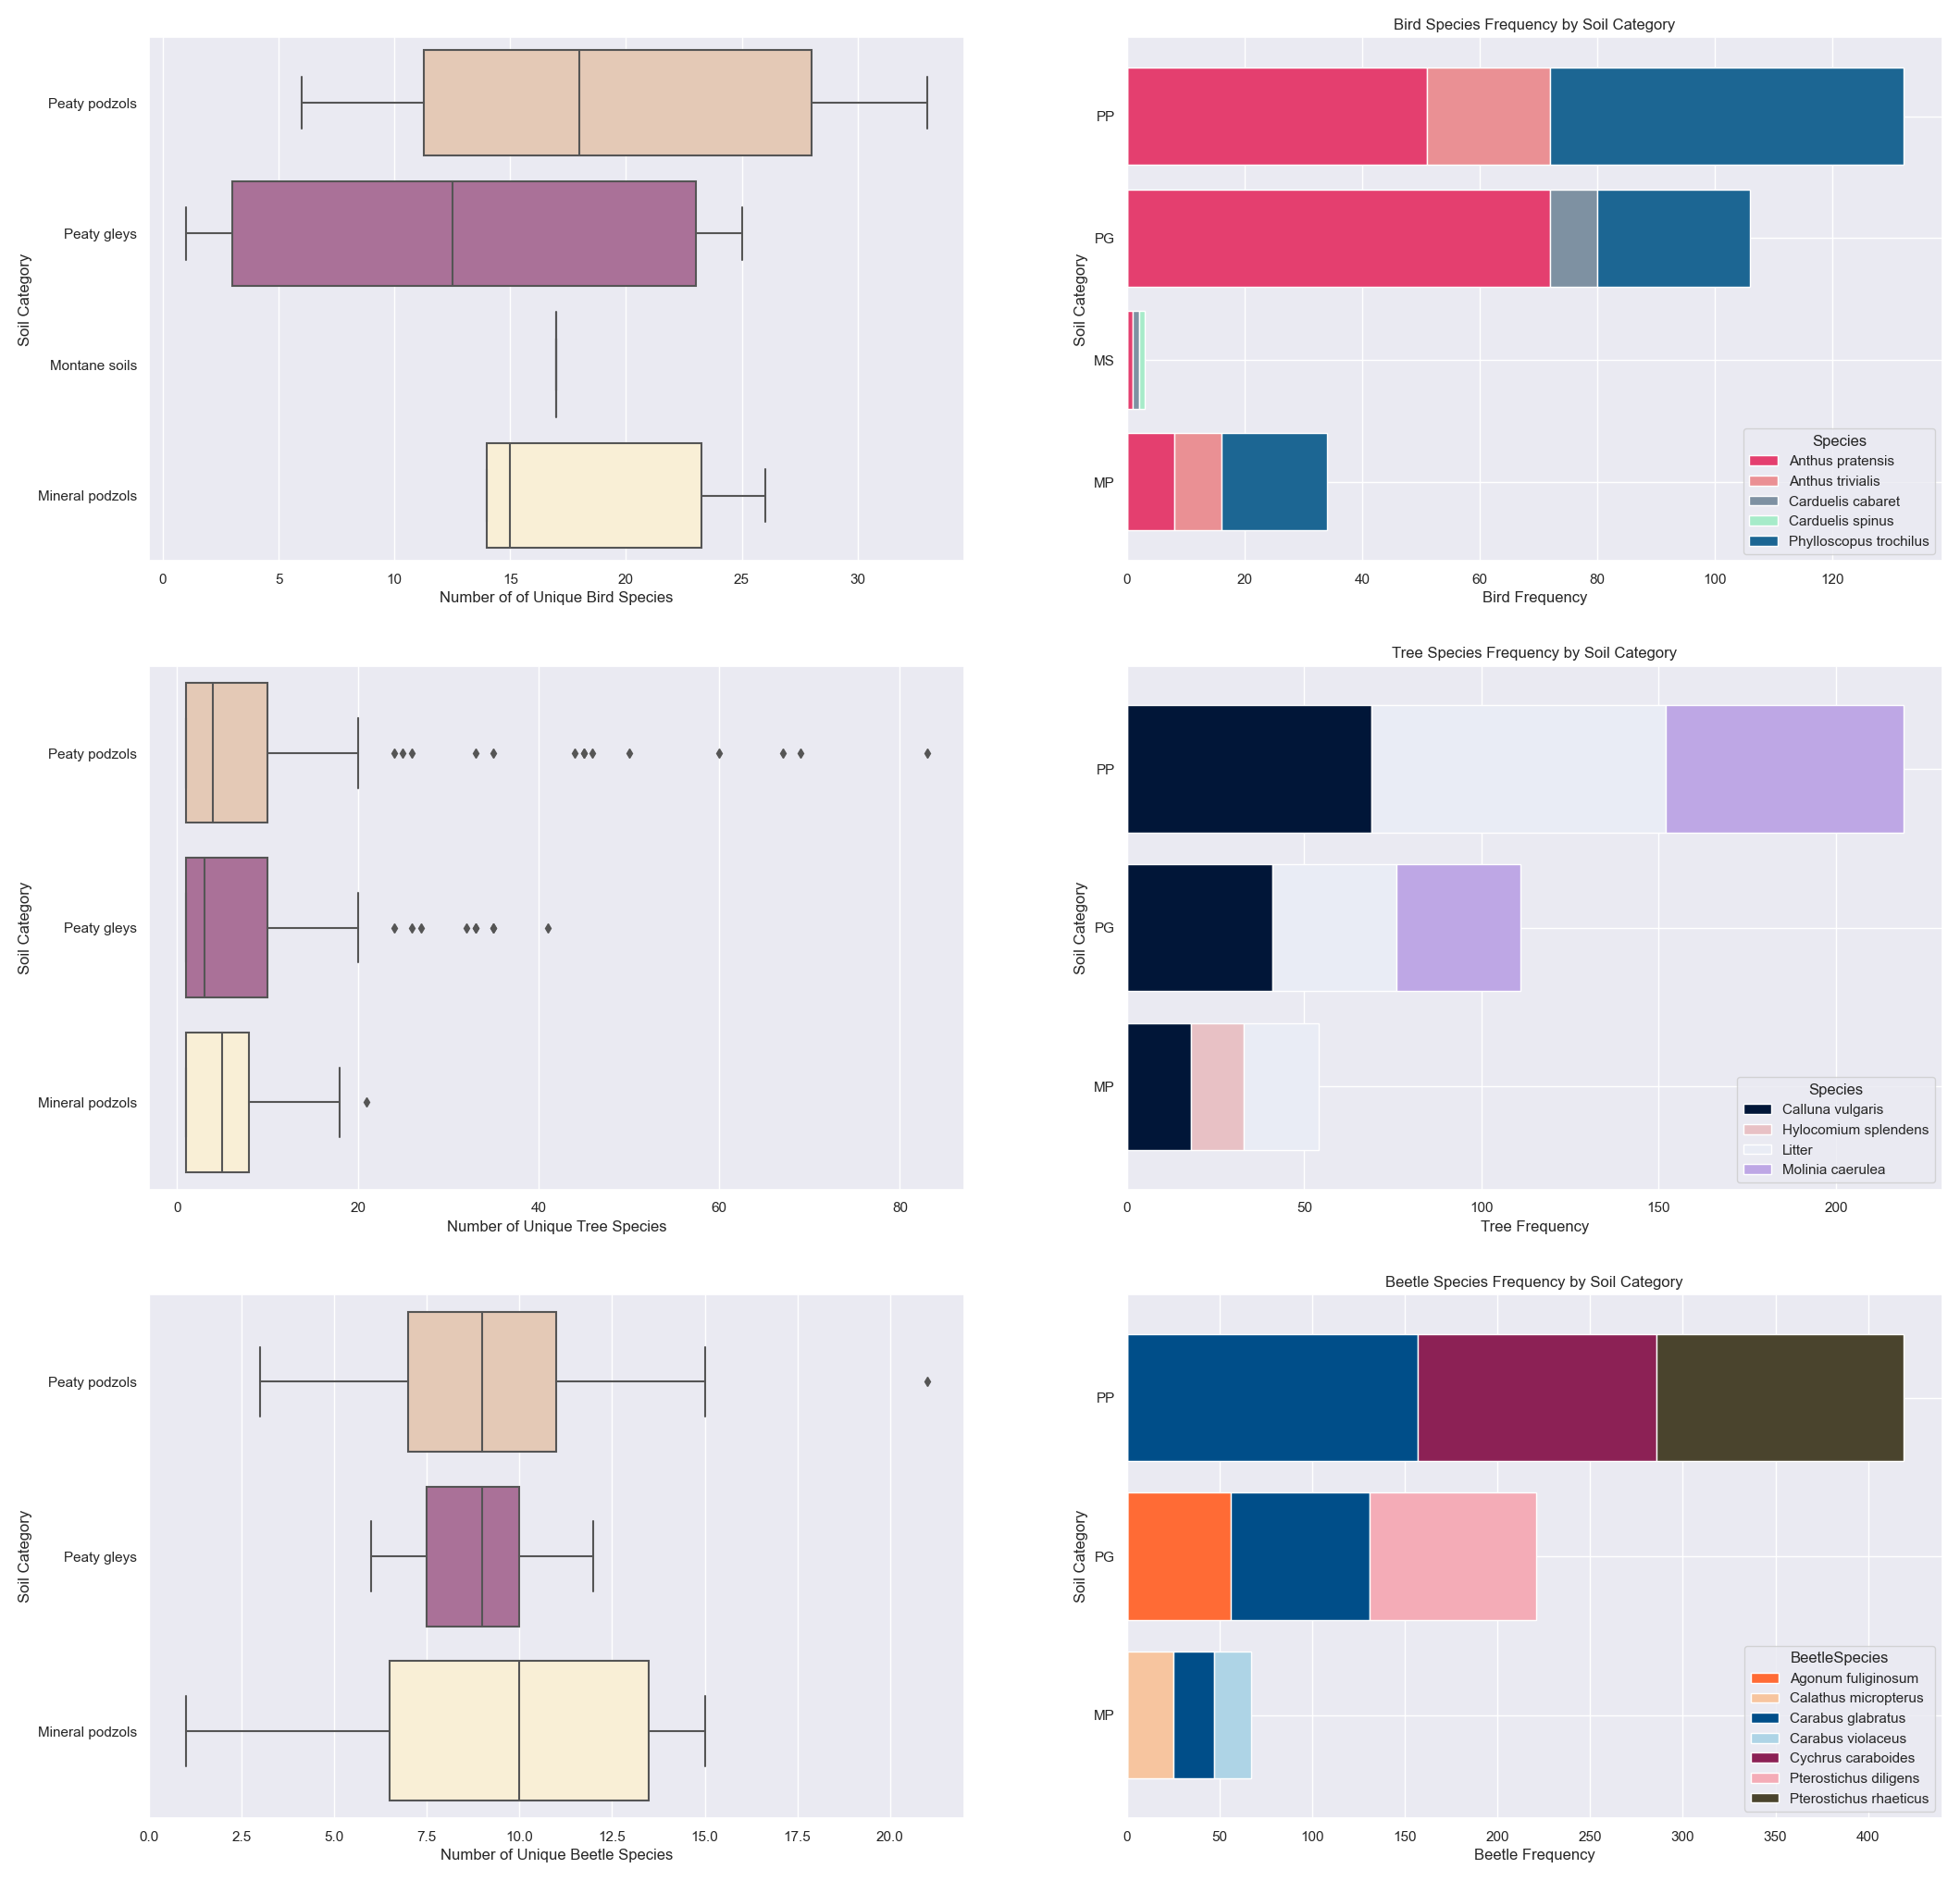 Soil Category
Peaty podzols
Peaty gleys
Montane soils
Mineral podzols
0 5 10 15 20 25 30
Number of of Unique Bird Species
Bird Species Frequency by Soil Category
Soil Category
PP
PG
MS
MP
Species
Anthus pratensis
Anthus trivialis
Carduelis cabaret
Carduelis spinus
Phylloscopus trochilus
0 20 40 60 80 100 120
Bird Frequency
Soil Category
Peaty podzols
Peaty gleys
Mineral podzols
0 20 40 60 80
Number of Unique Tree Species
Tree Species Frequency by Soil Category
Soil Category
PP
PG
MP
Species
Calluna vulgaris
Hylocomium splendens
Litter
Molinia caerulea
0 50 100 150 200
Tree Frequency
Soil Category
Peaty podzols
Peaty gleys
Mineral podzols
0.0 2.5 5.0 7.5 10.0 12.5 15.0 17.5 20.0
Number of Unique Beetle Species
Beetle Species Frequency by Soil Category
Soil Category
PP
PG
MP
BeetleSpecies
Agonum fuliginosum
Calathus micropterus
Carabus glabratus
Carabus violaceus
Cychrus caraboides
Pterostichus diligens
Pterostichus rhaeticus
0 50 100 150 200 250 300 350 400
Beetle Frequency